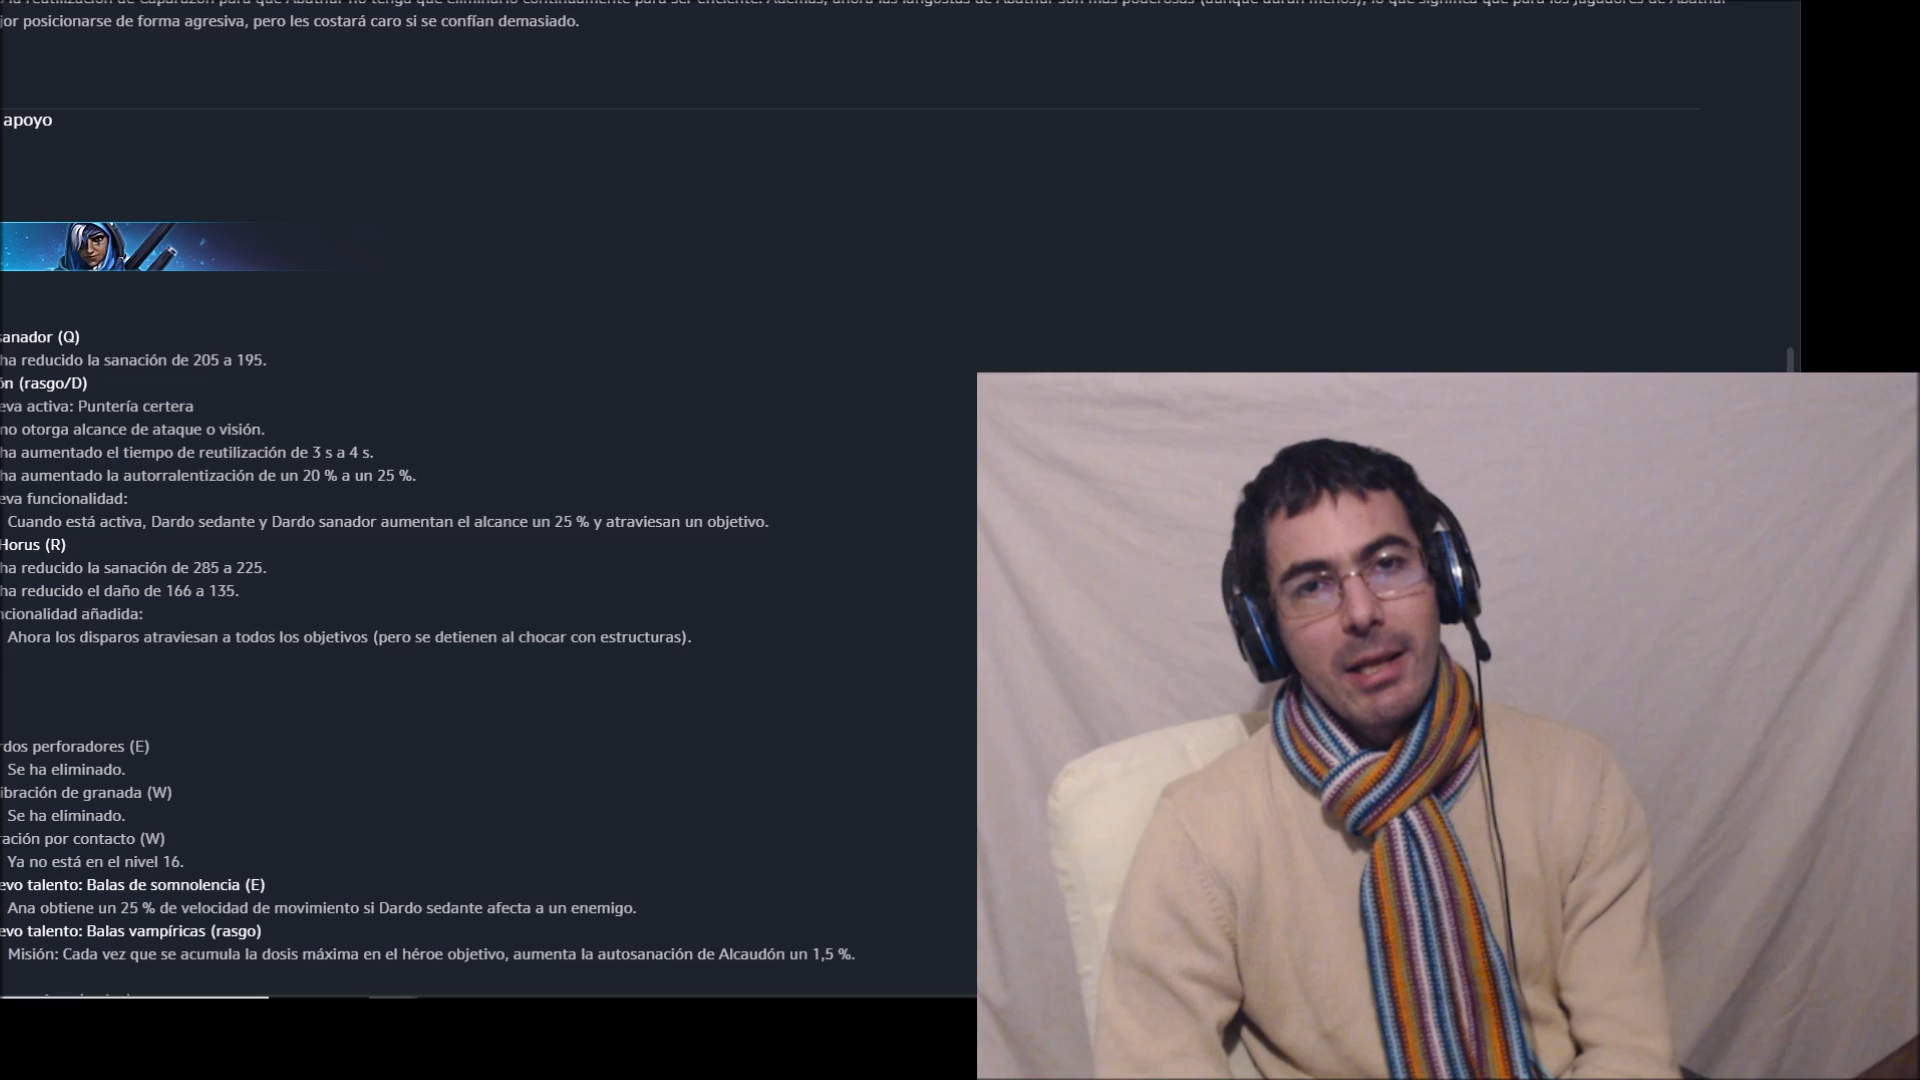 jor posicionarse de forma agresiva, pero les costará caro si se confían demasiado.
apoyo
sanador (Q)
ha reducido la sanación de 205 a 195.
ón (rasgo/D)
eva activa: Puntería certera
no otorga alcance de ataque o visión.
ha aumentado el tiempo de reutilización de 3 s a 4 s.
ha aumentado la autorralentización de un 20 % a un 25 %.
eva funcionalidad:
Cuando está activa, Dardo sedante y Dardo sanador aumentan el alcance un 25 % y atraviesan un objetivo.
Horus (R)
ha reducido la sanación de 285 a 225.
ha reducido el daño de 166 a 135.
ncionalidad añadida:
Ahora los disparos atraviesan a todos los objetivos (pero se detienen al chocar con estructuras).
rdos perforadores (E)
Se ha eliminado.
ibración de granada (W)
Se ha eliminado.
ración por contacto (W)
Ya no está en el nivel 16.
evo talento: Balas de somnolencia (E)
Ana obtiene un 25 % de velocidad de movimiento si Dardo sedante afecta a un enemigo.
evo talento: Balas vampíricas (rasgo)
Misión: Cada vez que se acumula la dosis máxima en el héroe objetivo, aumenta la autosanación de Alcaudón un 1,5 %.